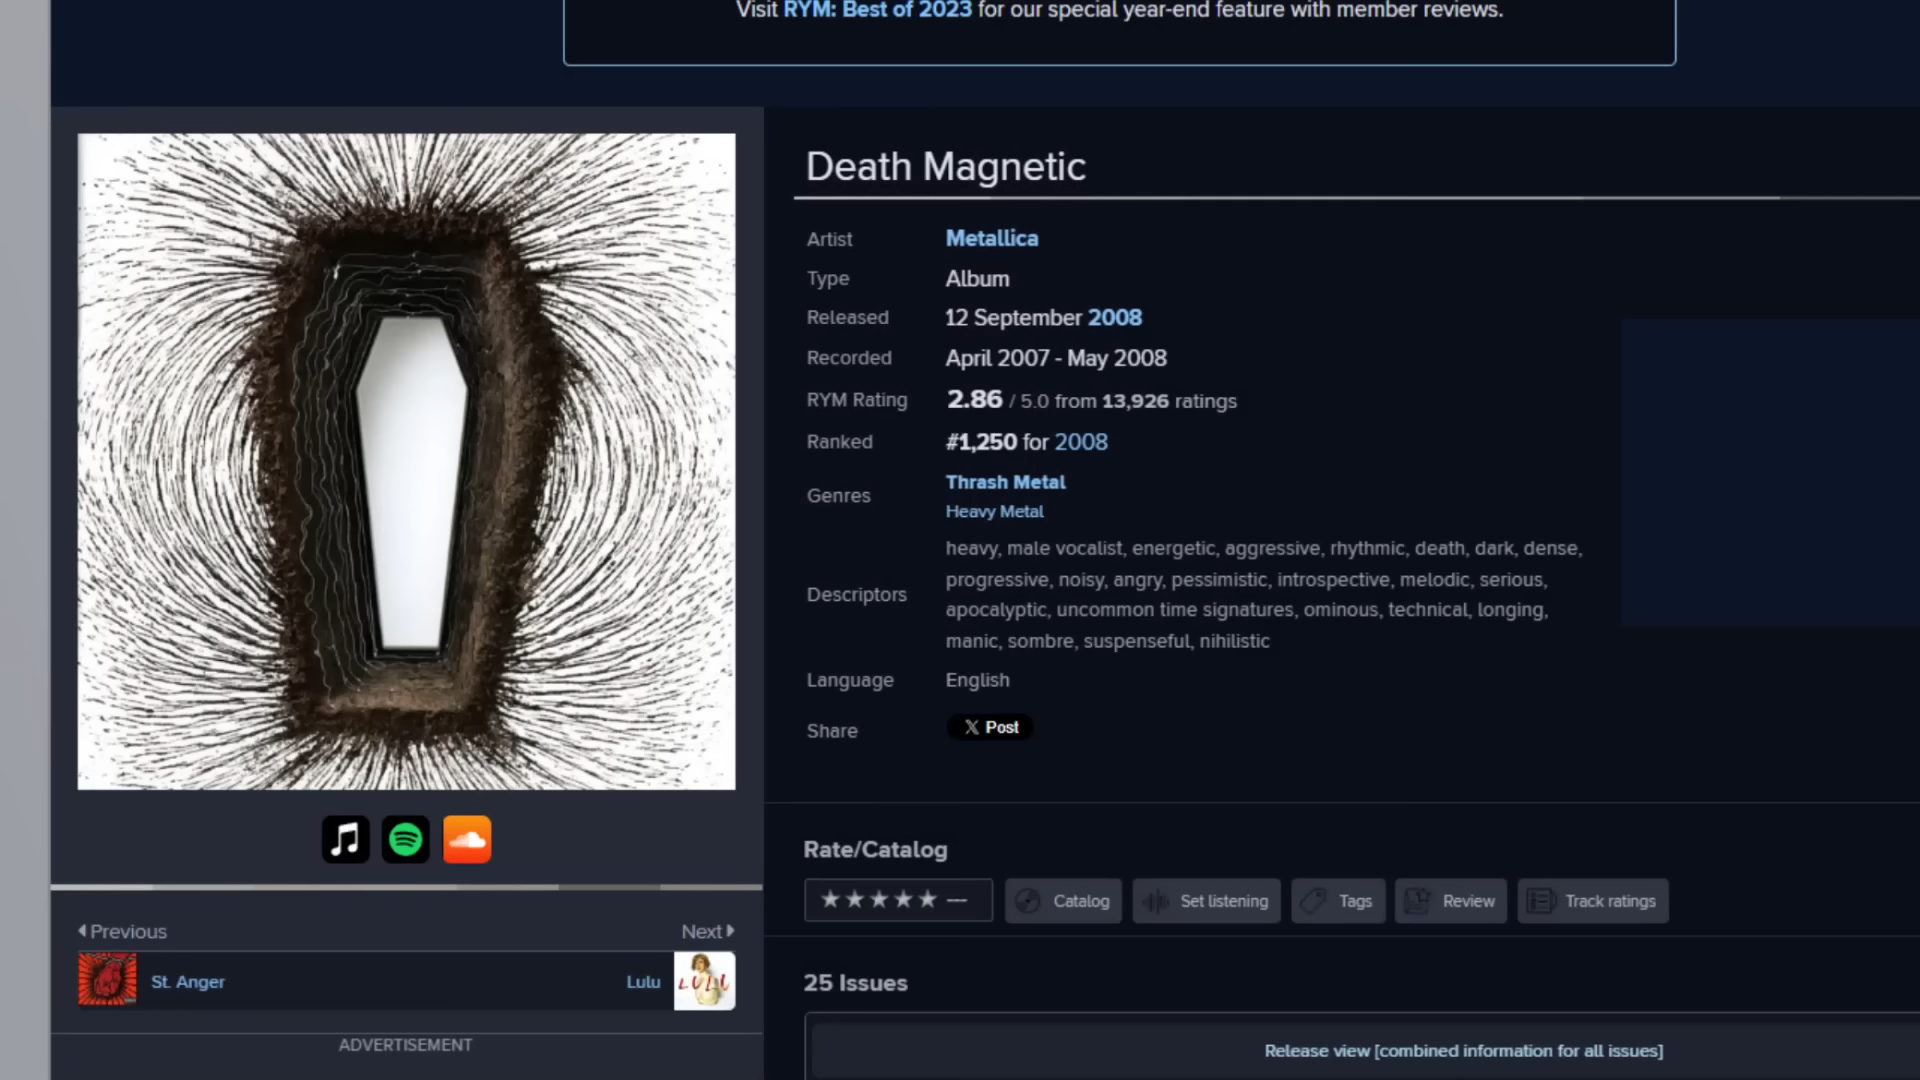 Visit RYM: Best of 2023 for our special year-end feature with member reviews.
Death Magnetic
Artist Metallica
Type Album
Released 12 September 2008
Recorded April 2007 - May 2008
RYM Rating 2.86 / 5.0 from 13,926 ratings
Ranked #1,250 for 2008
Genres Thrash Metal
Heavy Metal
Descriptors heavy, male vocalist, energetic, aggressive, rhythmic, death, dark, dense,
progressive, noisy, angry, pessimistic, introspective, melodic, serious,
apocalyptic, uncommon time signatures, ominous, technical, longing,
manic, sombre, suspenseful, nihilistic
Language English
Share X Post
Rate/Catalog
--- Catalog Set listening Tags Review Track ratings
Previous Next
St. Anger Lulu LULU
ADVERTISEMENT
25 Issues
Release view [combined information for all issues]